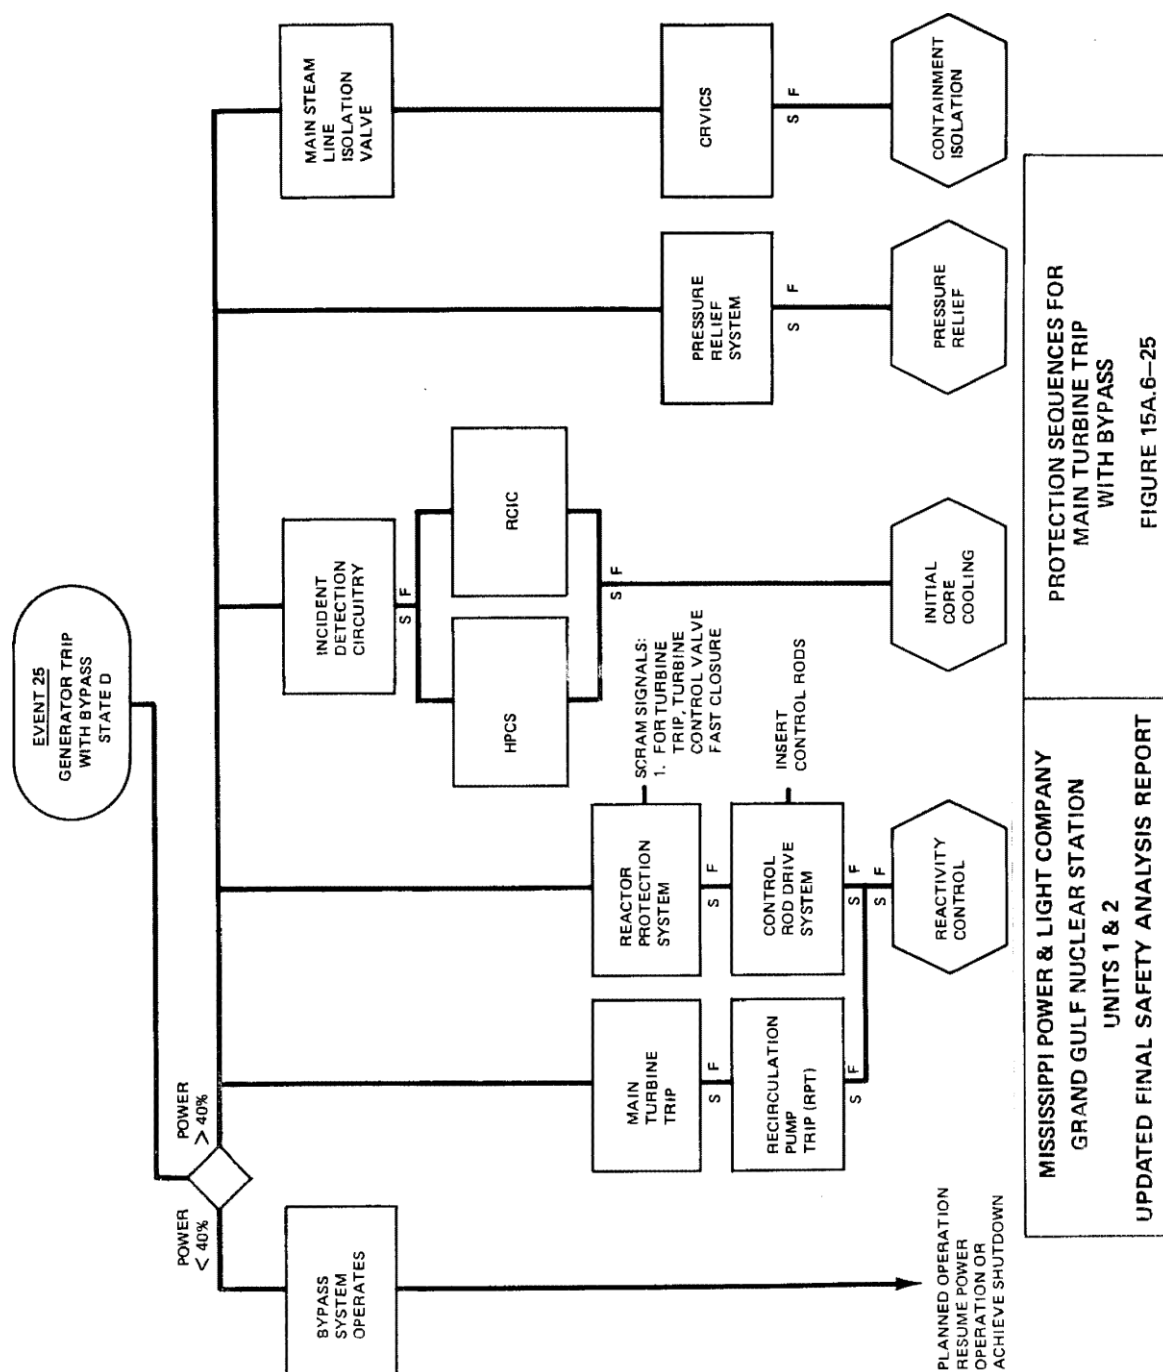 EVENT 25
GENERATOR TRIP
WITH BYPASS
STATE D
POWER
< 40%
POWER
> 40%
BYPASS
SYSTEM
OPERATES
INCIDENT
DETECTION
CIRCUITRY
MAIN STEAM
LINE
ISOLATION
VALVE
S F
HPCS
RCIC
S F
SCRAM SIGNALS:
1. FOR TURBINE
TRIP, TURBINE
CONTROL VALVE
FAST CLOSURE
MAIN
TURBINE
TRIP
REACTOR
PROTECTION
SYSTEM
PRESSURE
RELIEF
SYSTEM
CRVICS
S F
S F
S F
S F
INSERT
CONTROL RODS
RECIRCULATION
PUMP
TRIP (RPT)
CONTROL
ROD DRIVE
SYSTEM
S F
S F
S F
REACTIVITY
CONTROL
INITIAL
CORE
COOLING
PRESSURE
RELIEF
CONTAINMENT
ISOLATION
PLANNED OPERATION
RESUME POWER
OPERATION OR
ACHIEVE SHUTDOWN
MISSISSIPPI POWER & LIGHT COMPANY
GRAND GULF NUCLEAR STATION
UNITS 1 & 2
UPDATED FINAL SAFETY ANALYSIS REPORT
PROTECTION SEQUENCES FOR
MAIN TURBINE TRIP
WITH BYPASS
FIGURE 15A.6-25